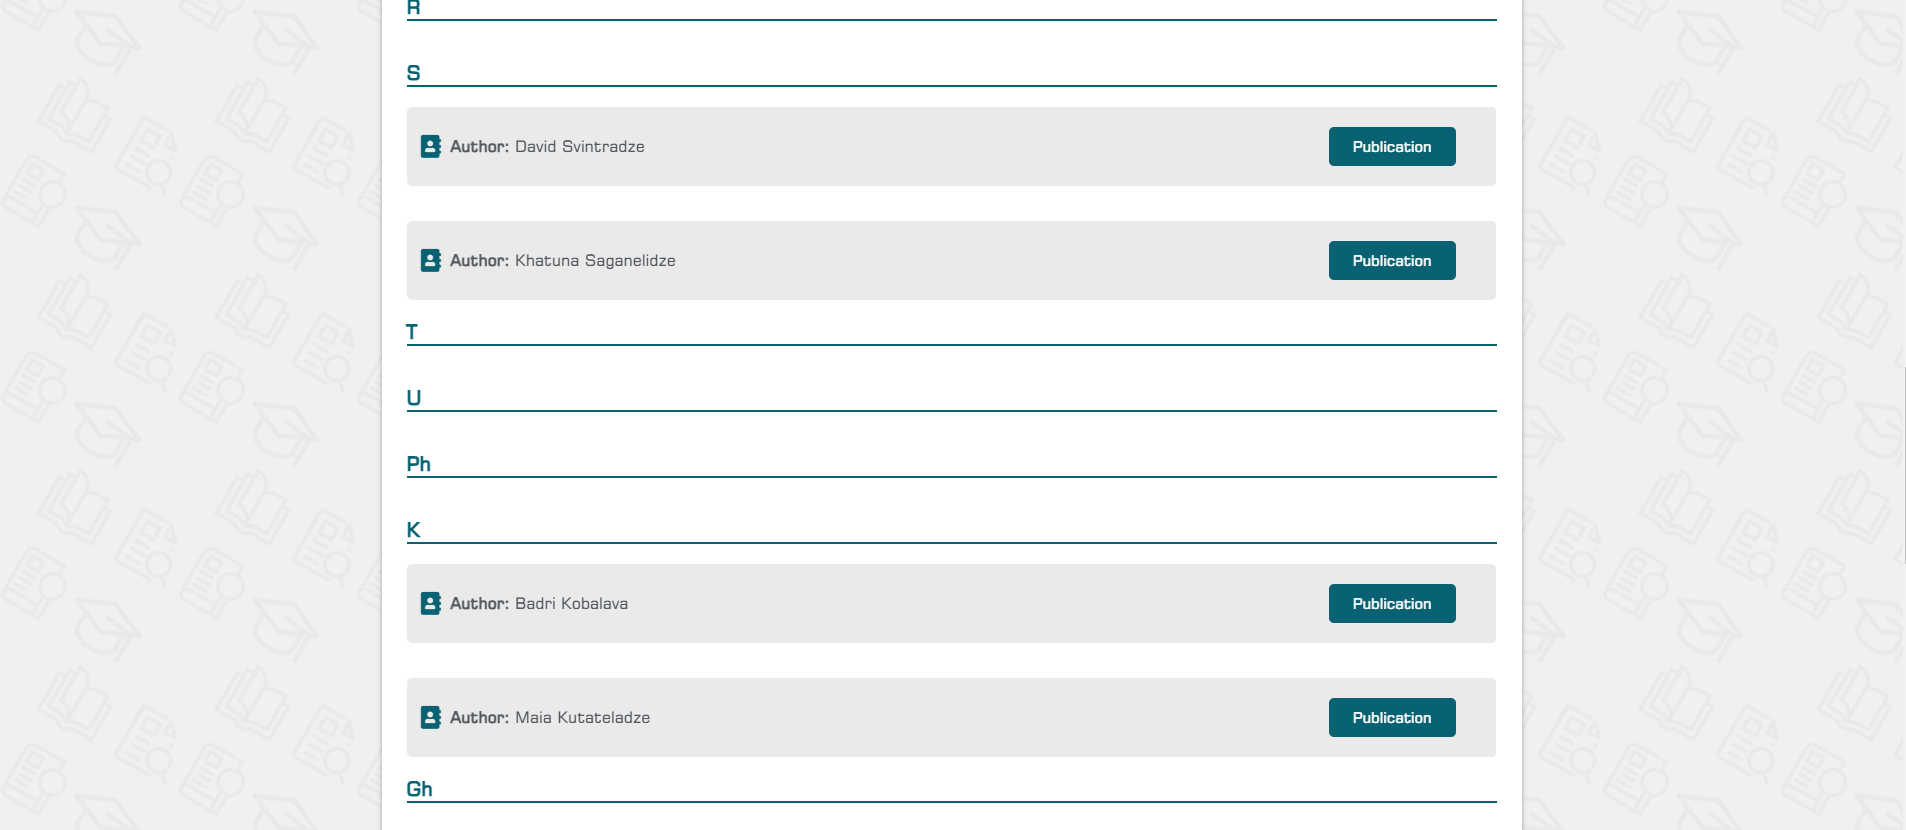 R
S
Author: David Svintradze
Publication
Author: Khatuna Saganelidze
Publication
T
U
Ph
K
Author: Badri Kobalava
Publication
Author: Maia Kutateladze
Publication
Gh